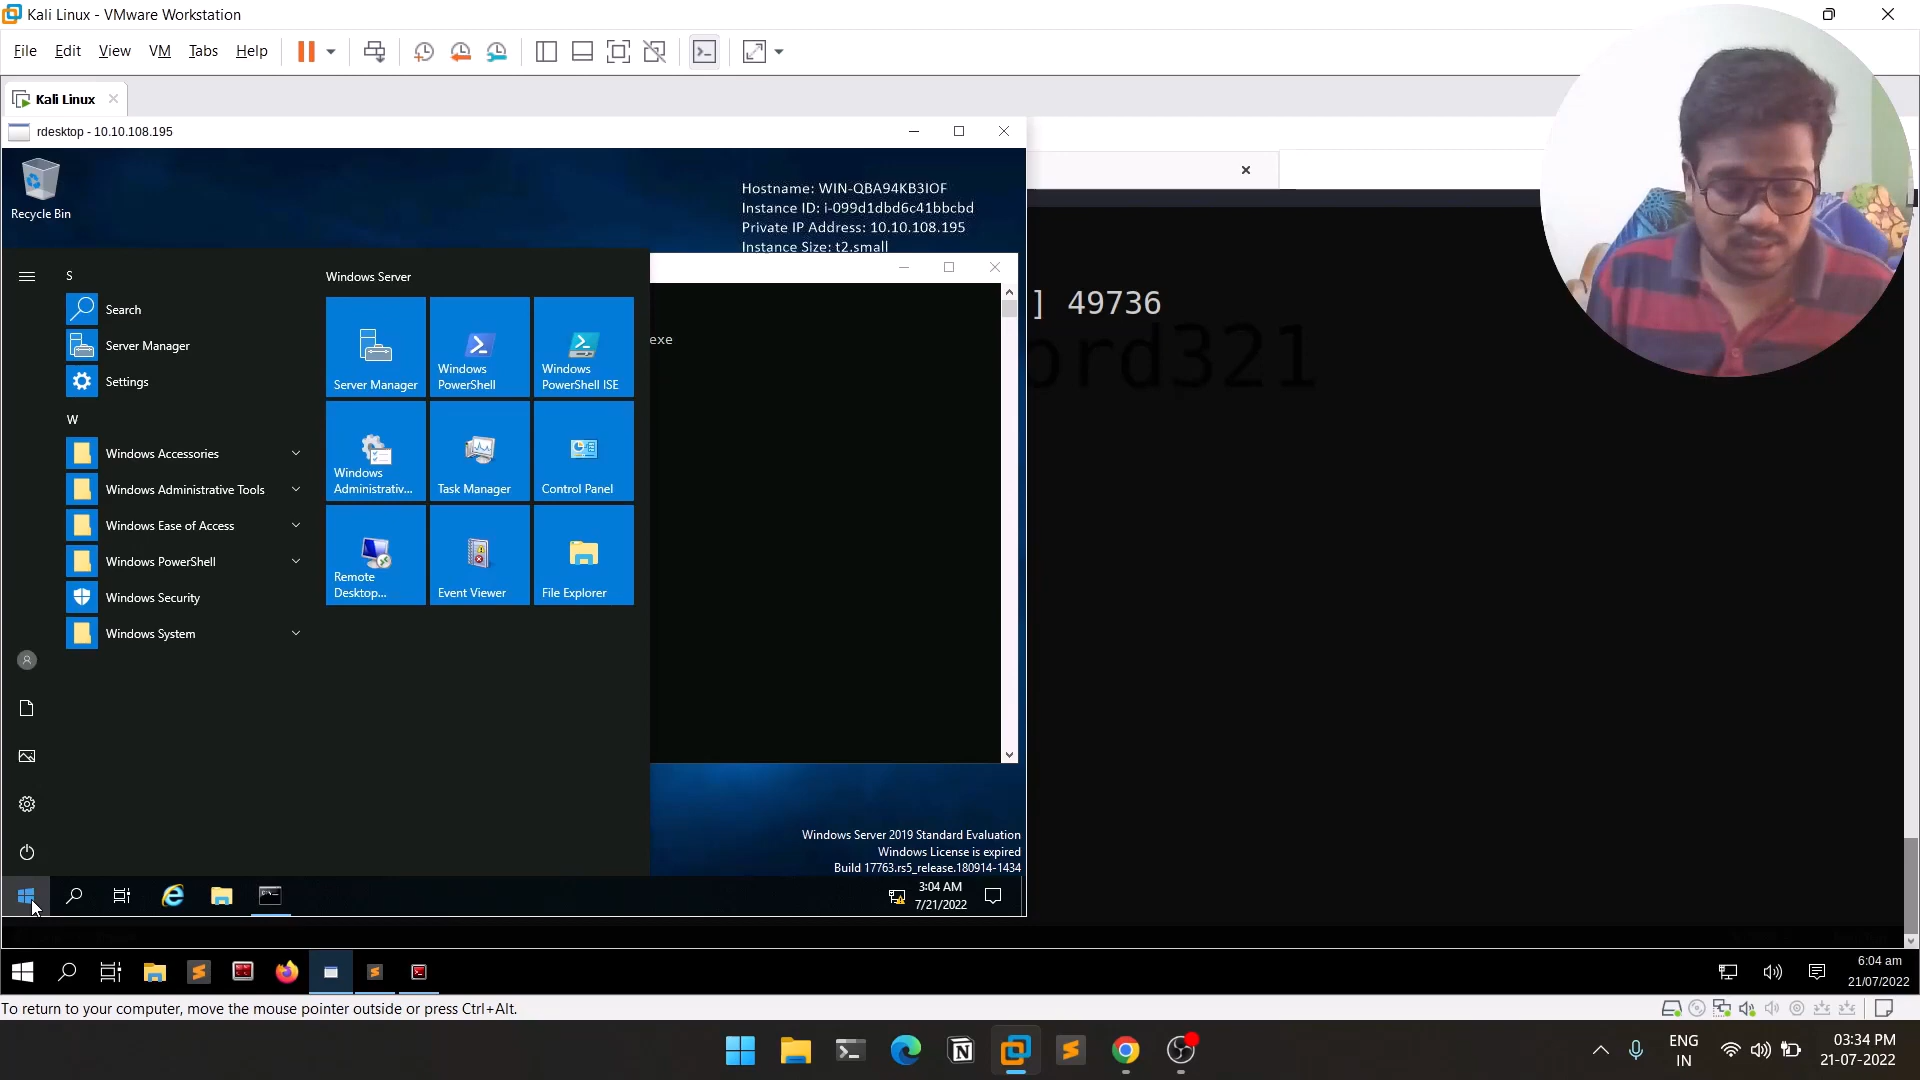 Kali Linux - VMware Workstation
File Edit View VM Tabs Help
Kali Linux
rdesktop - 10.10.108.195
Recycle Bin
Hostname: WIN-QBA94KB3IOF
Instance ID: i-099d1dbd6c41bbcbd
Private IP Address: 10.10.108.195
Instance Size: t2.small
S
Search
Server Manager
Settings
W
Windows Accessories
Windows Administrative Tools
Windows Ease of Access
Windows PowerShell
Windows Security
Windows System
Windows Server
Server Manager
Windows PowerShell
Windows PowerShell ISE
Windows Administrativ...
Task Manager
Control Panel
Remote Desktop...
Event Viewer
File Explorer
exe
] 49736
ord321
Windows Server 2019 Standard Evaluation
Windows License is expired
Build 17763.rs5_release.180914-1434
3:04 AM
7/21/2022
6:04 am
21/07/2022
To return to your computer, move the mouse pointer outside or press Ctrl+Alt.
ENG
IN
03:34 PM
21-07-2022